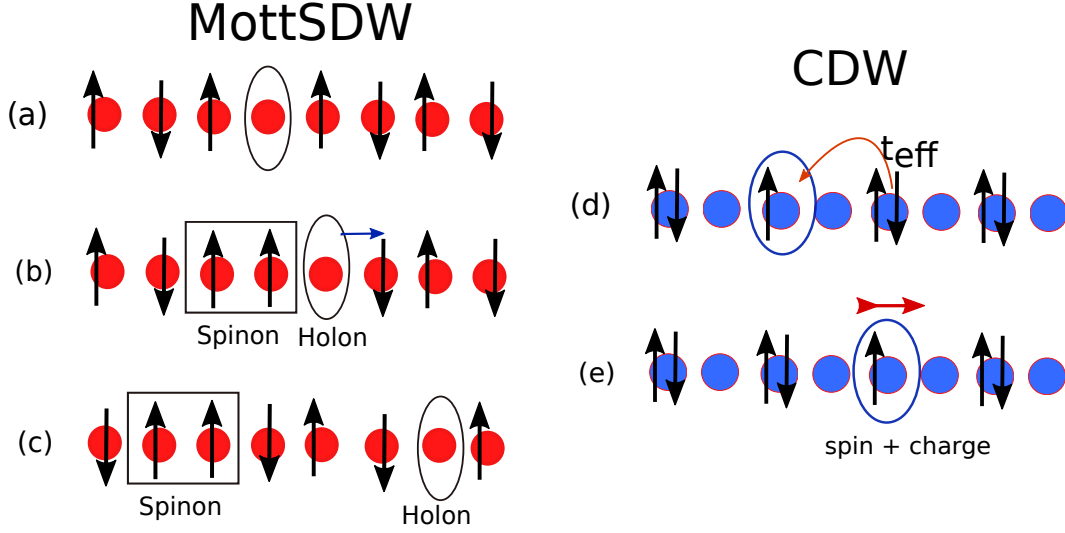 MottSDW
(a)
(b)
Spinon
Holon
(c)
Spinon
Holon
CDW
(d)
teff
(e)
spin + charge